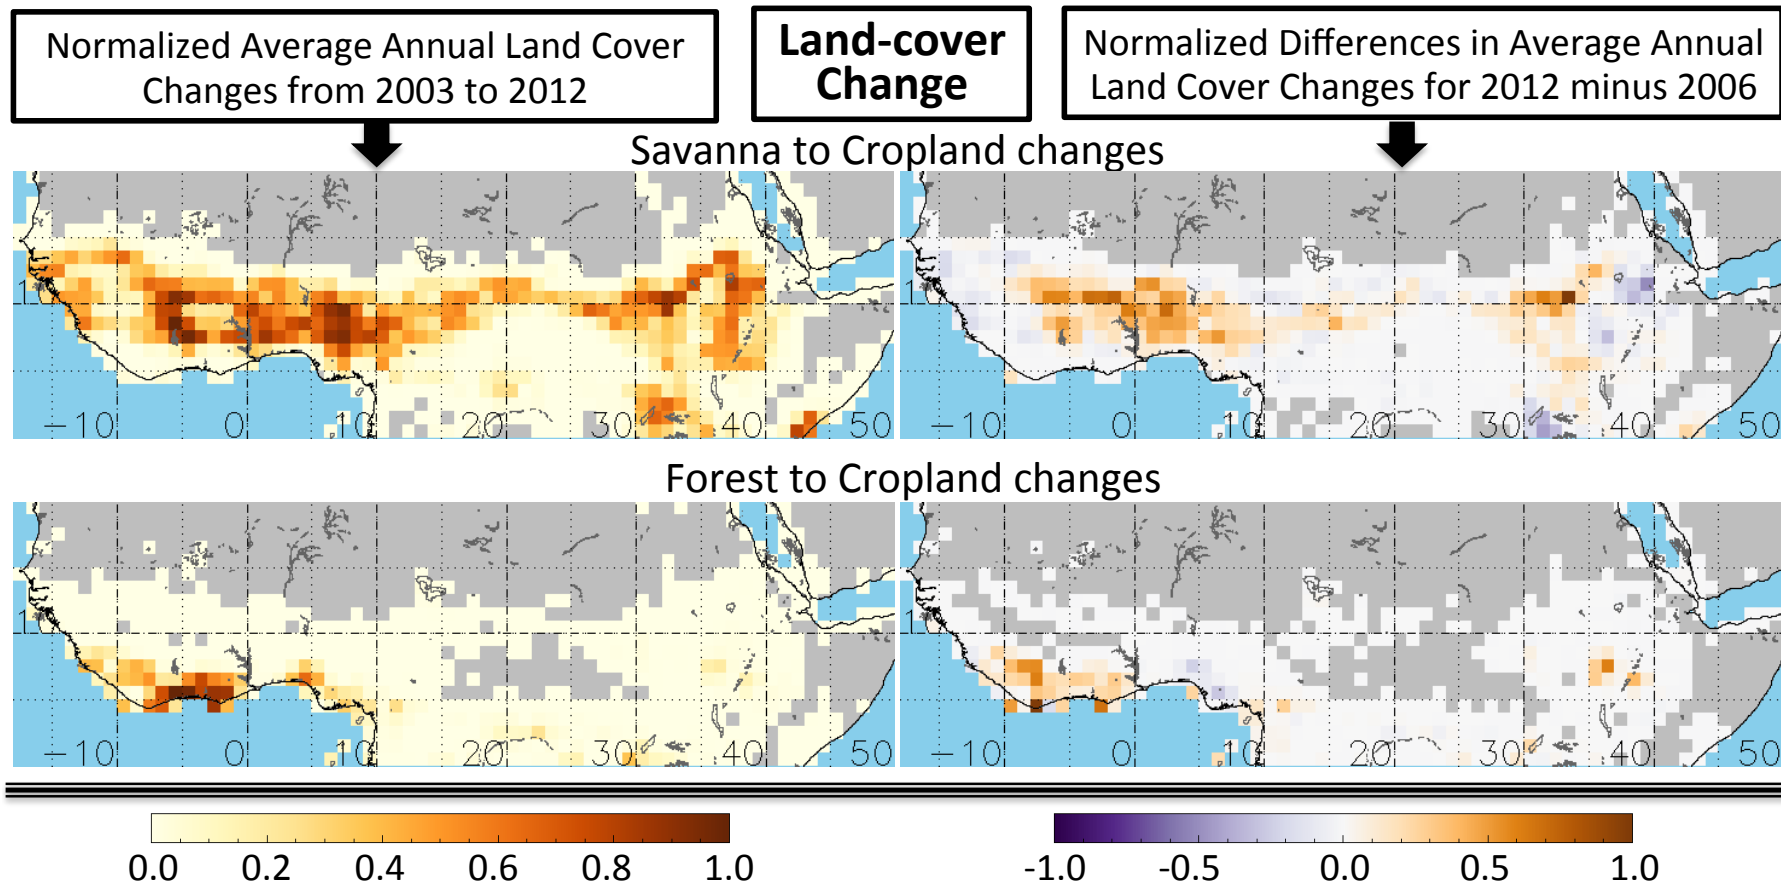 Normalized Average Annual Land Cover
Changes from 2003 to 2012
Land-cover
Change
Normalized Differences in Average Annual
Land Cover Changes for 2012 minus 2006
Savanna to Cropland changes
1
-10 0 10 20 30 40 50
-10 0 10 20 30 40 50
Forest to Cropland changes
1
-10 0 10 20 30 40 50
-10 0 10 20 30 40 50
0.0 0.2 0.4 0.6 0.8 1.0
-1.0 -0.5 0.0 0.5 1.0